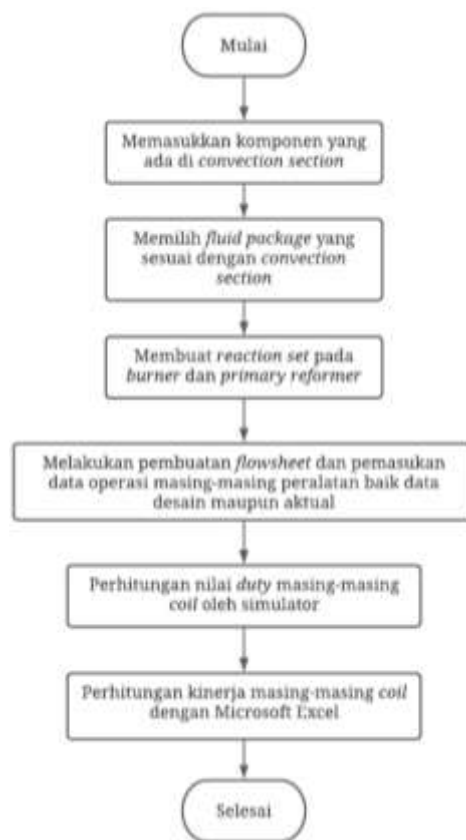 Mulai
Memasukkan komponen yang
ada di convection section
Memilih fluid package yang
sesuai dengan convection
section
Membuat reaction set pada
burner dan primary reformer
Melakukan pembuatan flowsheet dan pemasukan
data operasi masing-masing peralatan baik data
desain maupun aktual
Perhitungan nilai duty masing-masing
coil oleh simulator
Perhitungan kinerja masing-masing coil
dengan Microsoft Excel
Selesai